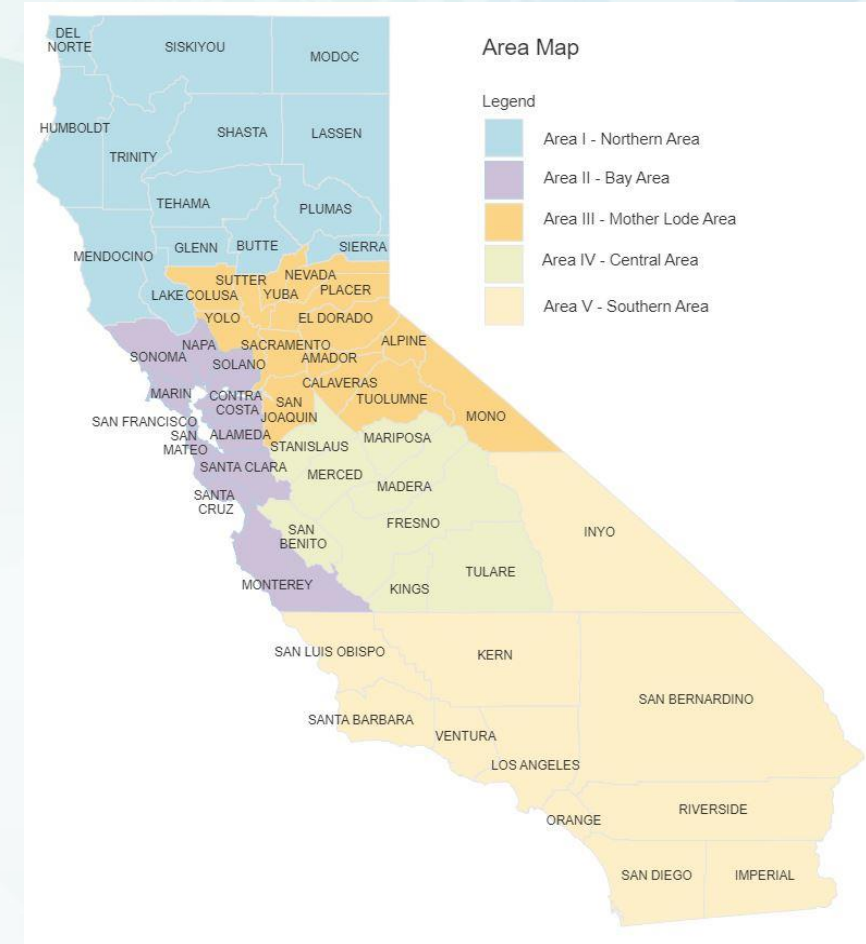 Area Map
Legend
Area I - Northern Area
Area II - Bay Area
Area III - Mother Lode Area
Area IV - Central Area
Area V - Southern Area
DEL
NORTE
SISKIYOU
MODOC
HUMBOLDT
TRINITY
SHASTA
LASSEN
TEHAMA
PLUMAS
MENDOCINO
GLENN
BUTTE
SIERRA
LAKE
COLUSA
SUTTER
YUBA
NEVADA
PLACER
YOLO
EL DORADO
SONOMA
NAPA
SACRAMENTO
ALPINE
SOLANO
AMADOR
MARIN
CONTRA
COSTA
CALAVERAS
SAN
JOAQUIN
TUOLUMNE
MONO
SAN FRANCISCO
SAN
MATEO
ALAMEDA
STANISLAUS
MARIPOSA
SANTA CLARA
MERCED
MADERA
SANTA
CRUZ
SAN
BENITO
FRESNO
INYO
MONTEREY
KINGS
TULARE
SAN LUIS OBISPO
KERN
SAN BERNARDINO
SANTA BARBARA
VENTURA
LOS ANGELES
ORANGE
RIVERSIDE
SAN DIEGO
IMPERIAL